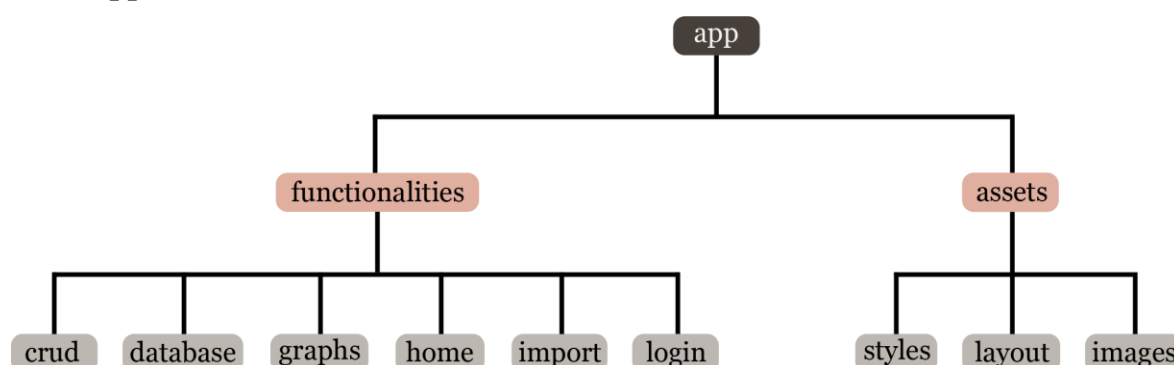 app
functionalities
assets
crud
database
graphs
home
import
login
styles
layout
images